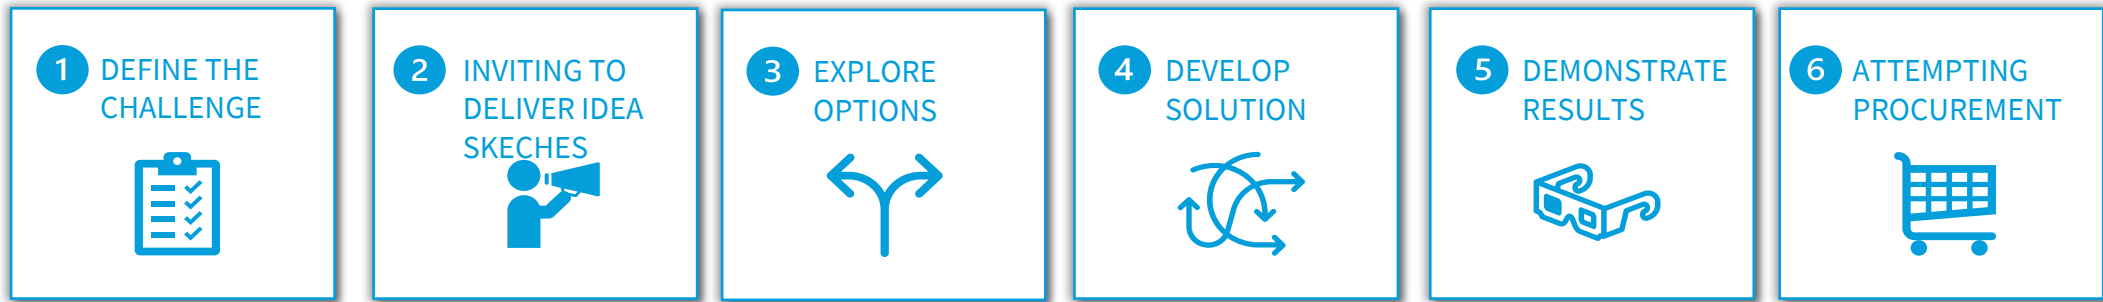 1 DEFINE THE
CHALLENGE
2 INVITING TO
DELIVER IDEA
SKECHES
3 EXPLORE
OPTIONS
4 DEVELOP
SOLUTION
5 DEMONSTRATE
RESULTS
6 ATTEMPTING
PROCUREMENT